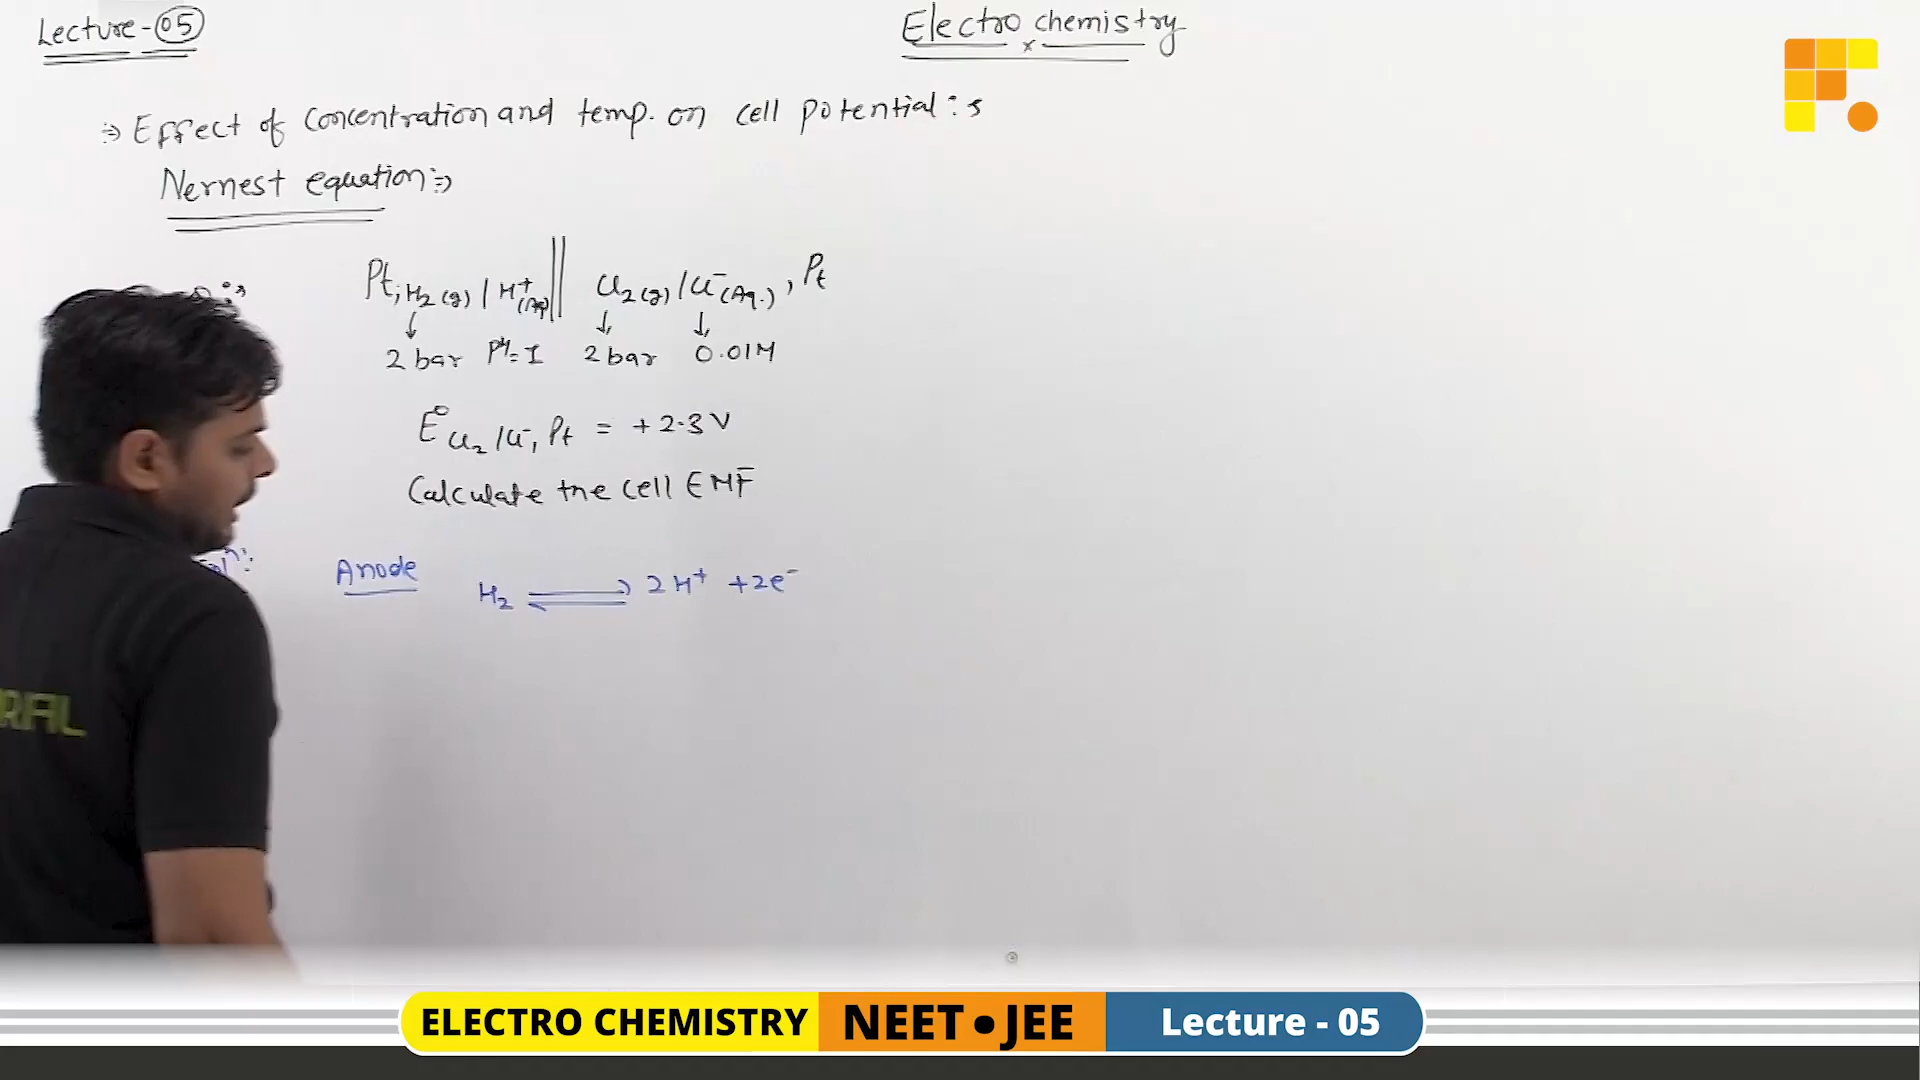 Lecture-05
Electro chemistry
⇒ Effect of concentration and temp. on cell potential:
Nernest equation:⇒
Pt, H₂(g) / H⁺(Aq) || Cl₂(g) / Cl⁻(Aq.), Pt
↓ ↓ ↓
2 bar Pᴴ=1 2 bar 0.01M
E° Cl₂/Cl⁻, Pt = +2.3V
Calculate the cell EMF
Anode H₂ ⇌ 2H⁺ + 2e⁻
RIAL
ELECTRO CHEMISTRY NEET • JEE Lecture - 05